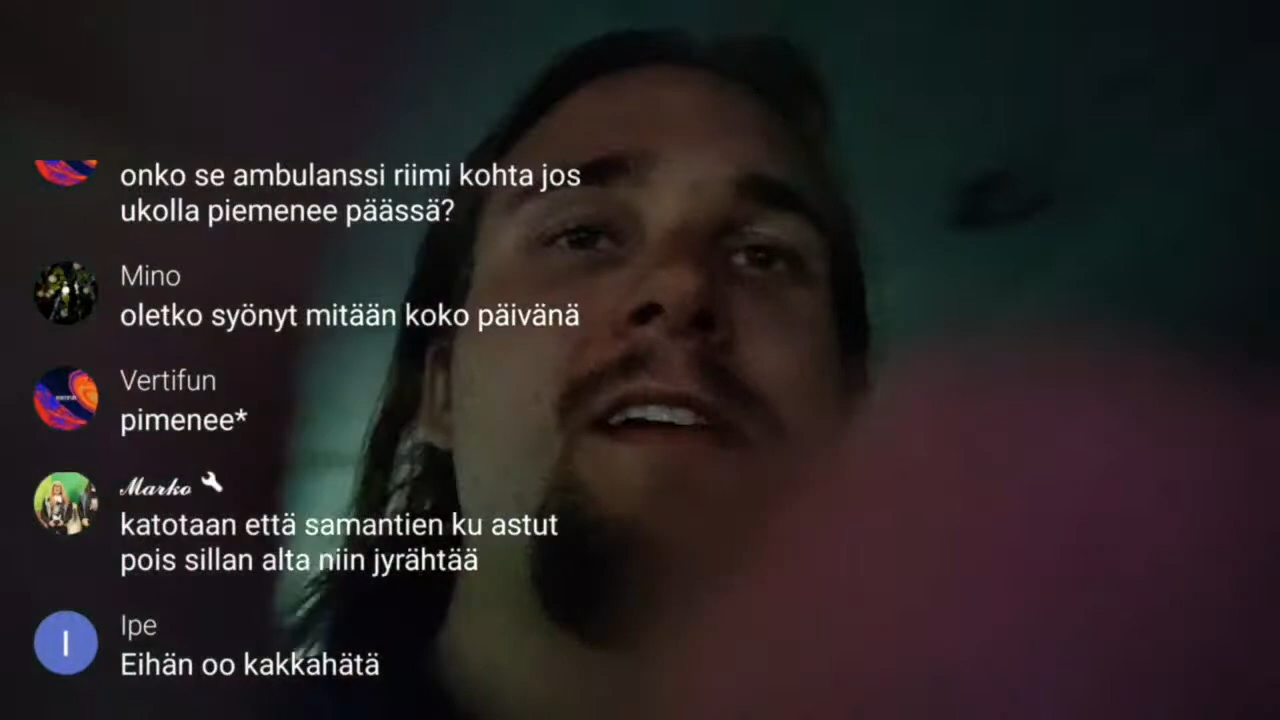 onko se ambulanssi riimi kohta jos
ukolla piemenee päässä?
Mino
oletko syönyt mitään koko päivänä
Vertifun
pimenee*
𝓜𝓪𝓻𝓴𝓸 🔧
katotaan että samantien ku astut
pois sillan alta niin jyrähtää
I
Ipe
Eihän oo kakkahätä